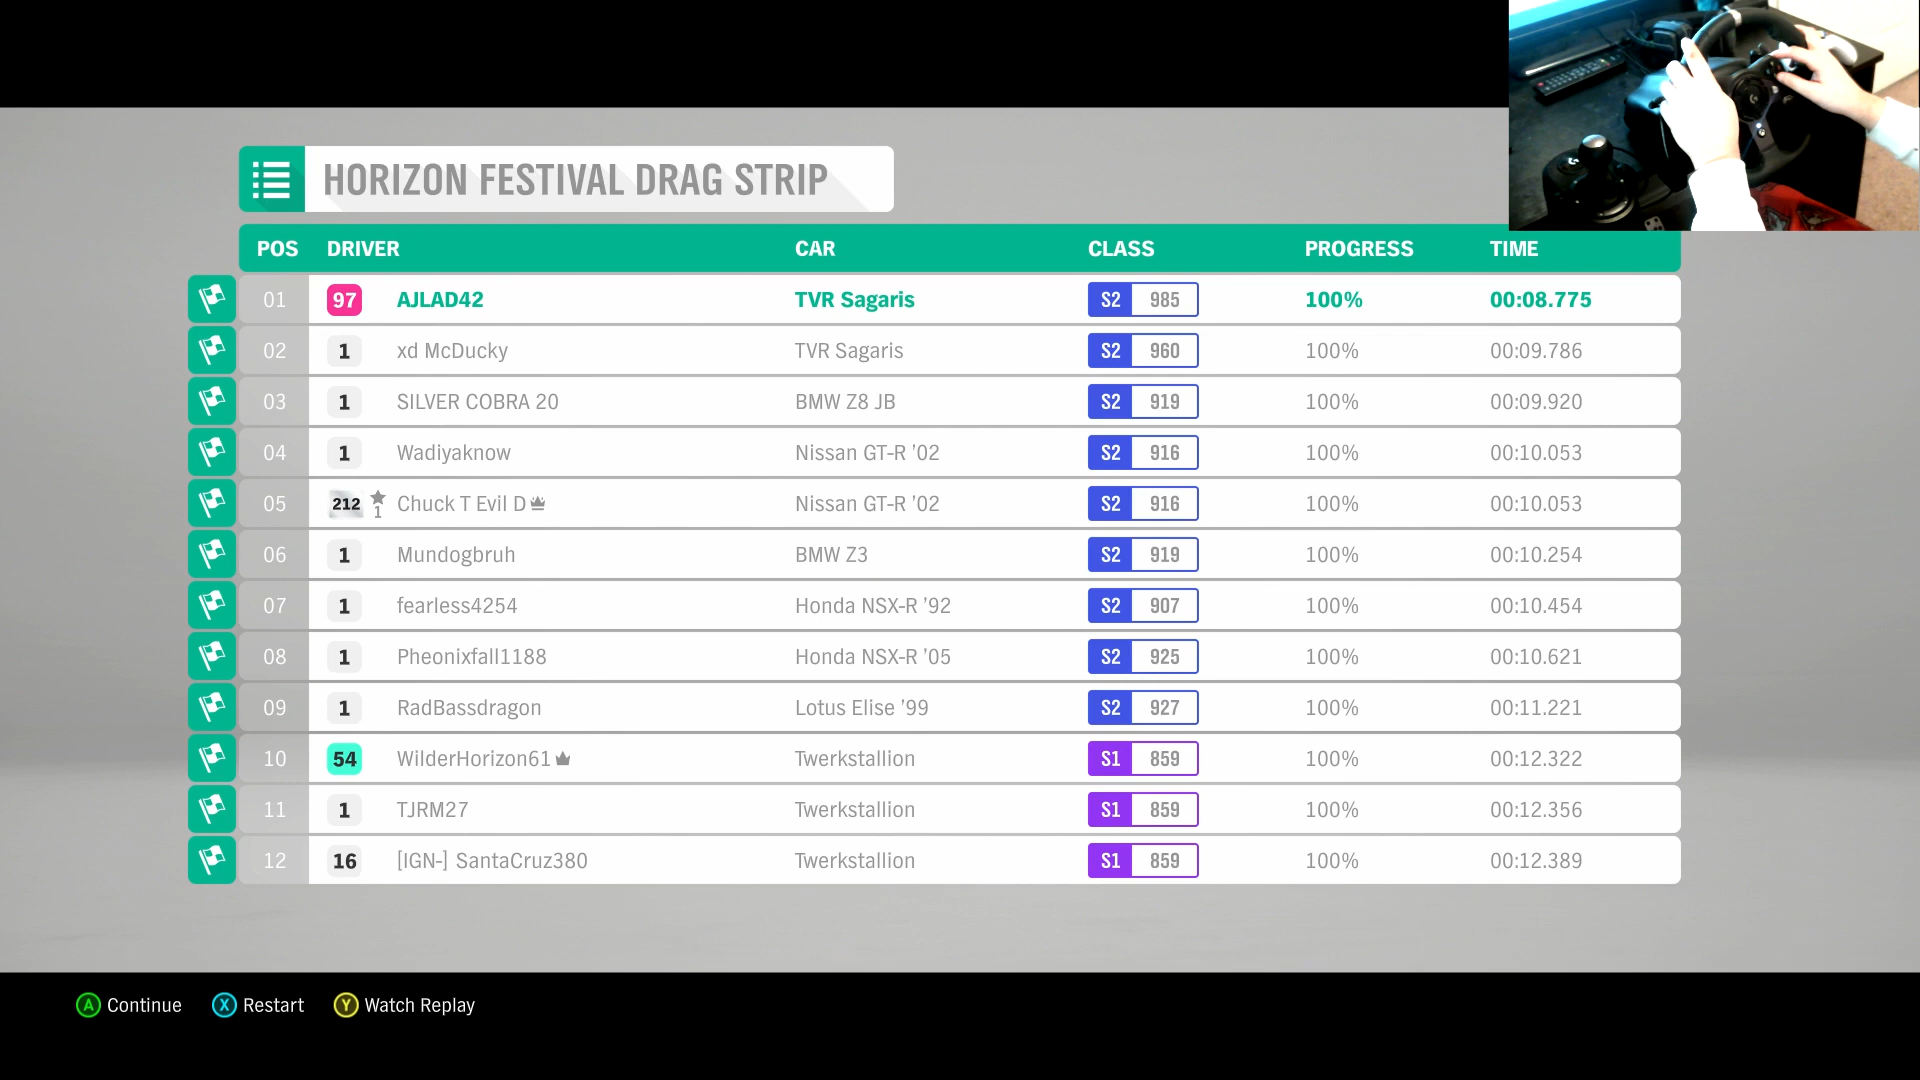 HORIZON FESTIVAL DRAG STRIP
POS DRIVER CAR CLASS PROGRESS TIME
01 97 AJLAD42 TVR Sagaris S2 985 100% 00:08.775
02 1 xd McDucky TVR Sagaris S2 960 100% 00:09.786
03 1 SILVER COBRA 20 BMW Z8 JB S2 919 100% 00:09.920
04 1 Wadiyaknow Nissan GT-R ’02 S2 916 100% 00:10.053
05 212 1 Chuck T Evil D Nissan GT-R ’02 S2 916 100% 00:10.053
06 1 Mundogbruh BMW Z3 S2 919 100% 00:10.254
07 1 fearless4254 Honda NSX-R ’92 S2 907 100% 00:10.454
08 1 Pheonixfall1188 Honda NSX-R ’05 S2 925 100% 00:10.621
09 1 RadBassdragon Lotus Elise ’99 S2 927 100% 00:11.221
10 54 WilderHorizon61 Twerkstallion S1 859 100% 00:12.322
11 1 TJRM27 Twerkstallion S1 859 100% 00:12.356
12 16 [IGN-] SantaCruz380 Twerkstallion S1 859 100% 00:12.389
A Continue X Restart Y Watch Replay